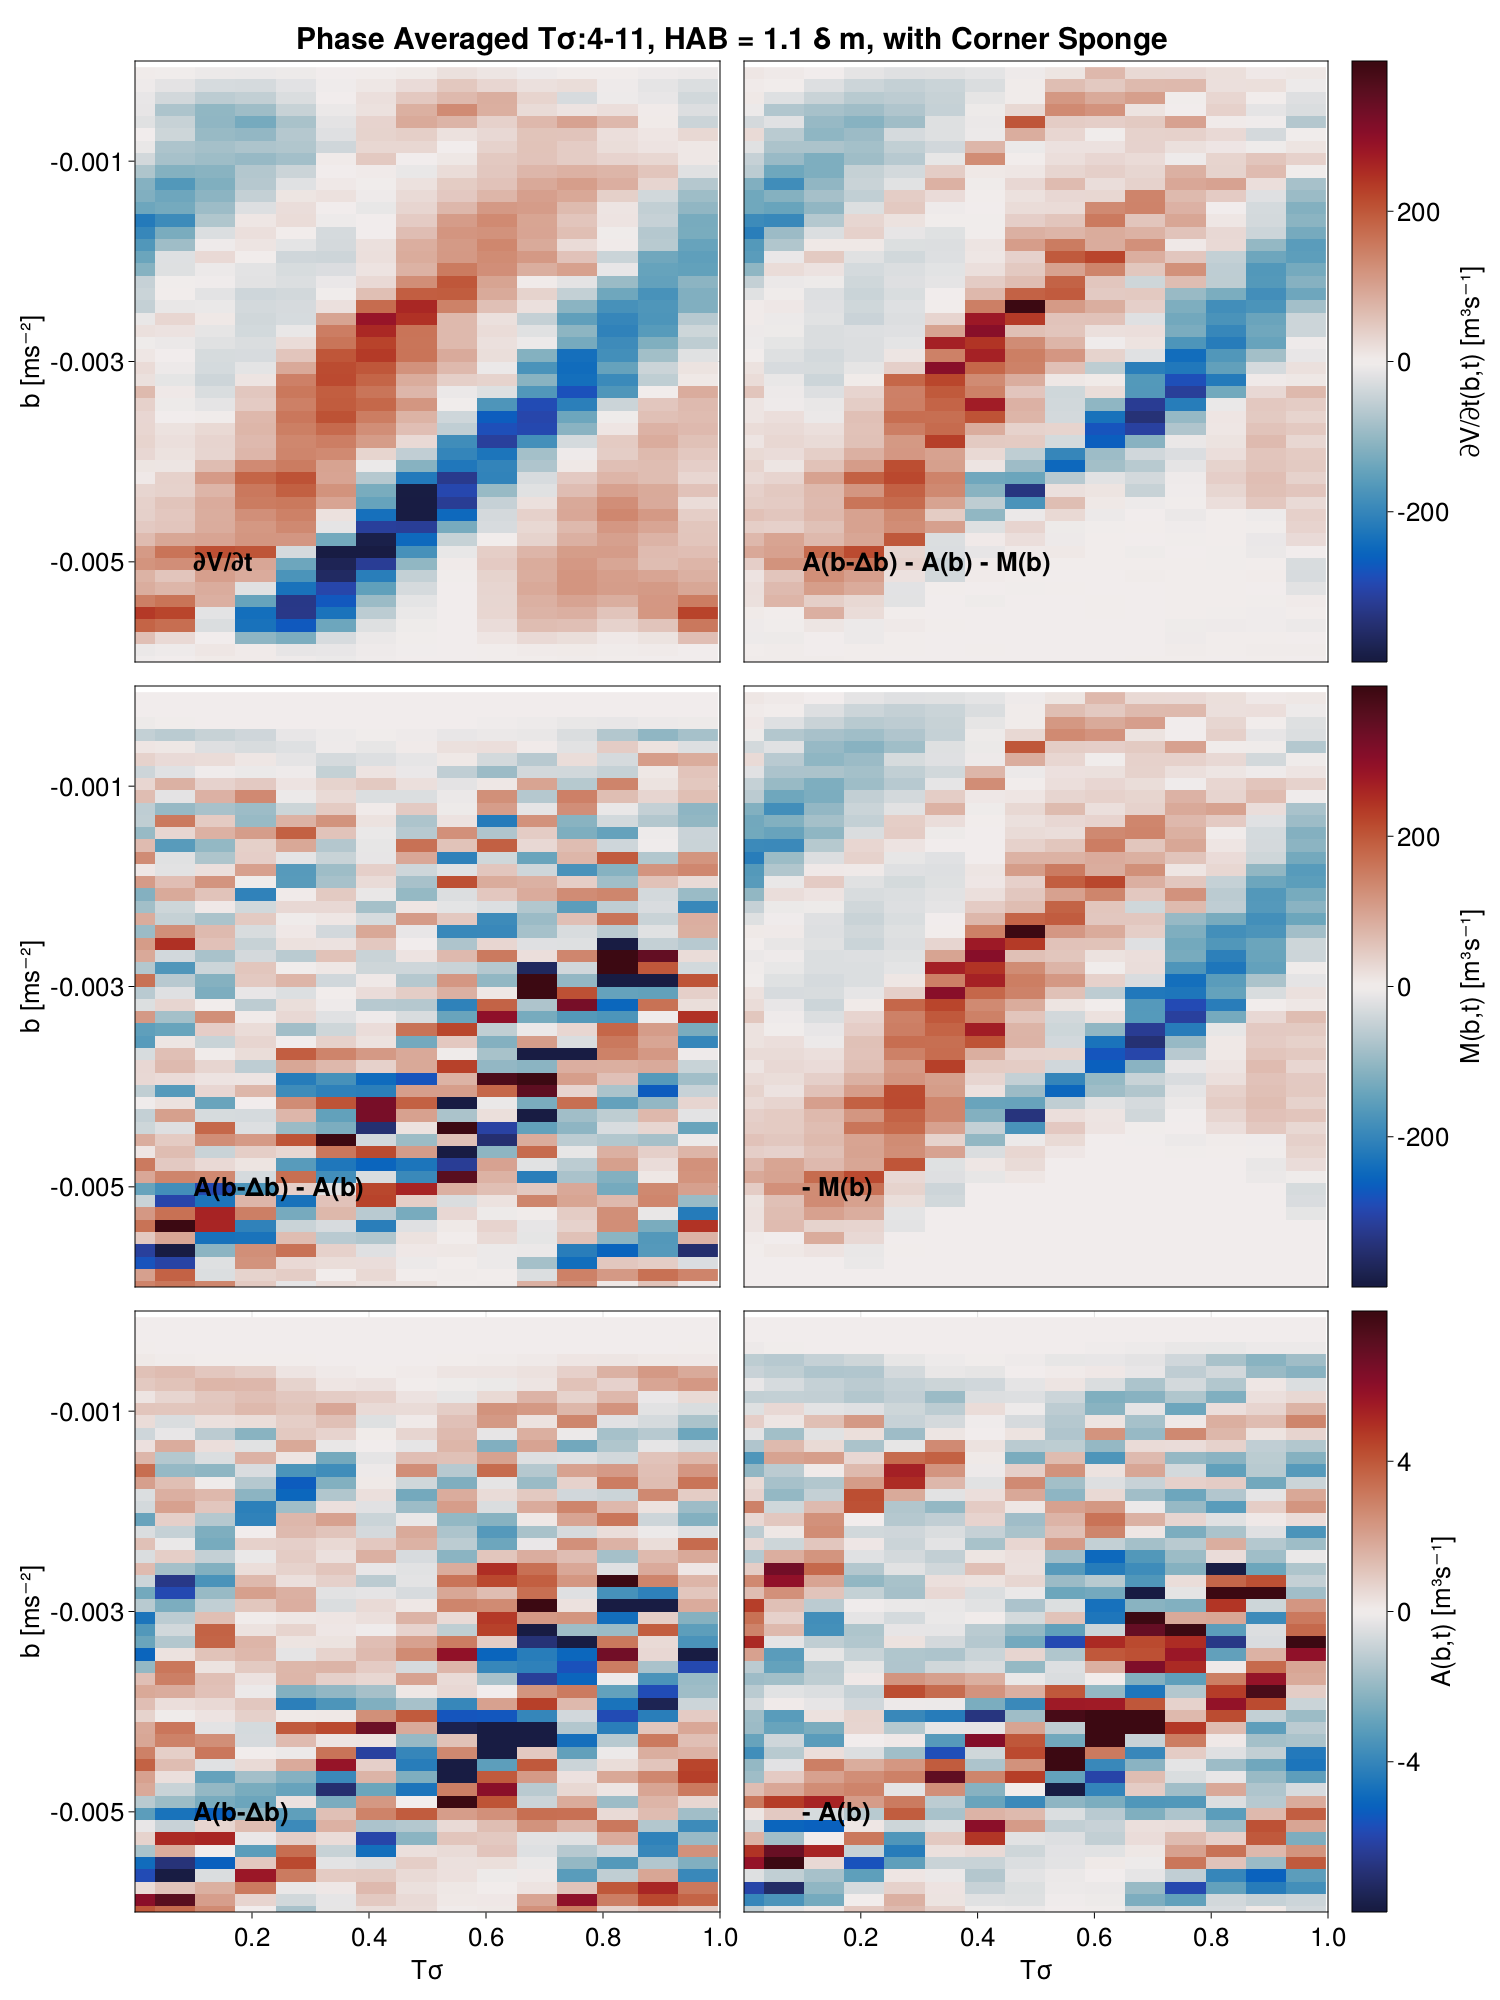 Phase Averaged Tσ:4-11, HAB = 1.1 δ m, with Corner Sponge
-0.001
-0.003
-0.005
b [ms⁻²]
∂V/∂t
A(b-Δb) - A(b) - M(b)
200
0
-200
∂V/∂t(b,t) [m³s⁻¹]
-0.001
-0.003
-0.005
b [ms⁻²]
A(b-Δb) - A(b)
- M(b)
200
0
-200
M(b,t) [m³s⁻¹]
-0.001
-0.003
-0.005
b [ms⁻²]
A(b-Δb)
- A(b)
4
0
-4
A(b,t) [m³s⁻¹]
0.2 0.4 0.6 0.8 1.0
Tσ
0.2 0.4 0.6 0.8 1.0
Tσ